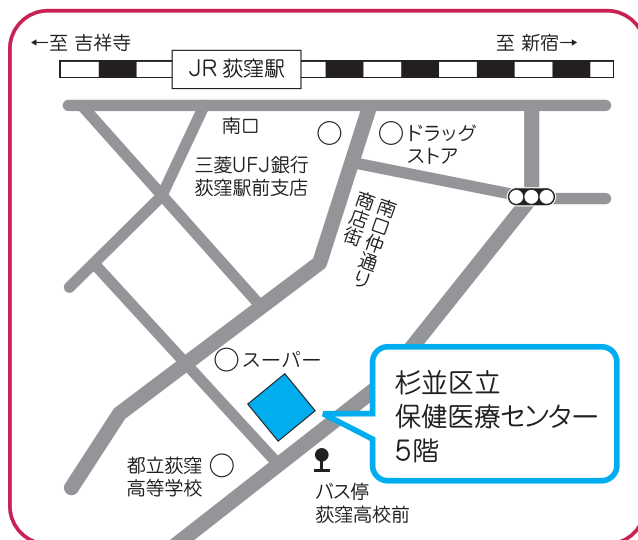 ←至 吉祥寺
至 新宿→
JR 荻窪駅
南口
ドラッグ
ストア
三菱UFJ銀行
荻窪駅前支店
南口仲通り
商店街
スーパー
杉並区立
保健医療センター
5階
都立荻窪
高等学校
バス停
荻窪高校前